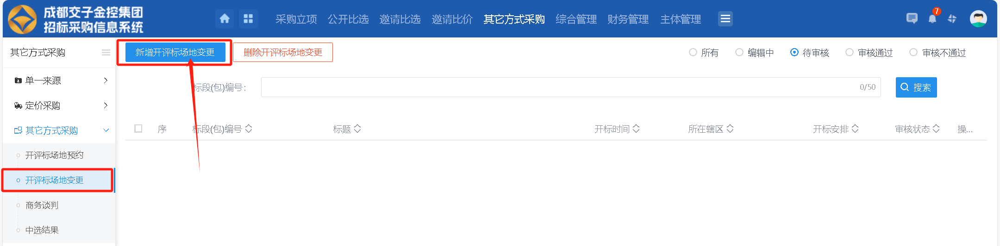 成都交子金控集团
招标采购信息系统
采购立项 公开比选 邀请比选 邀请比价 其它方式采购 综合管理 财务管理 主体管理
7
其它方式采购
新增开评标场地变更 删除开评标场地变更
所有 编辑中 待审核 审核通过 审核不通过
单一来源
标段(包)编号:
0/50
搜索
定价采购
其它方式采购
序 标段(包)编号 标题 开标时间 所在辖区 开标安排 审核状态 操...
开评标场地预约
开评标场地变更
商务谈判
中选结果